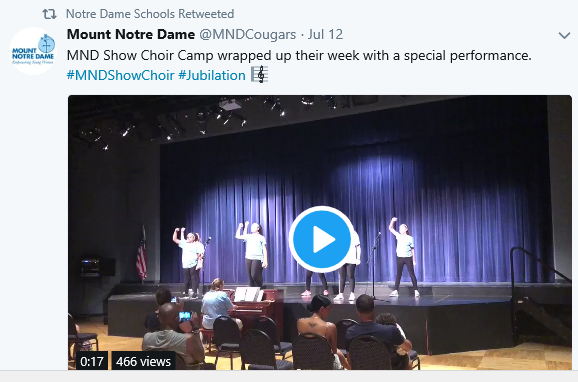 Notre Dame Schools Retweeted
Mount Notre Dame @MNDCougars · Jul 12
MOUNT
NOTRE DAME
MND Show Choir Camp wrapped up their week with a special performance.
#MNDShowChoir #Jubilation 🎼
0:17 466 views